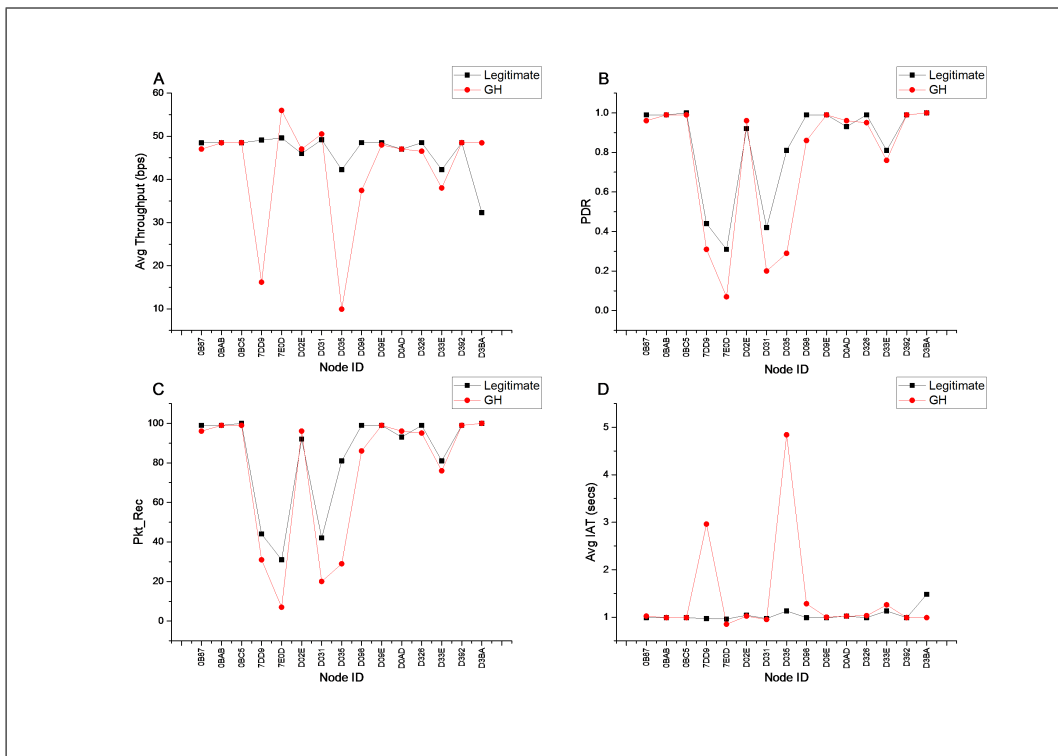 A
Legitimate
GH
60
50
40
30
20
10
Avg Throughput (bps)
0B87
0BAB
0BC5
7DD9
7E0D
D02E
D031
D035
D098
D09E
D0AD
D326
D33E
D392
D3BA
Node ID
B
Legitimate
GH
1.0
0.8
0.6
0.4
0.2
0.0
PDR
0B87
0BAB
0BC5
7DD9
7E0D
D02E
D031
D035
D098
D09E
D0AD
D326
D33E
D392
D3BA
Node ID
C
Legitimate
GH
100
80
60
40
20
0
Pkt_Rec
0B87
0BAB
0BC5
7DD9
7E0D
D02E
D031
D035
D098
D09E
D0AD
D326
D33E
D392
D3BA
Node ID
D
Legitimate
GH
5
4
3
2
1
Avg IAT (secs)
0B87
0BAB
0BC5
7DD9
7E0D
D02E
D031
D035
D098
D09E
D0AD
D326
D33E
D392
D3BA
Node ID